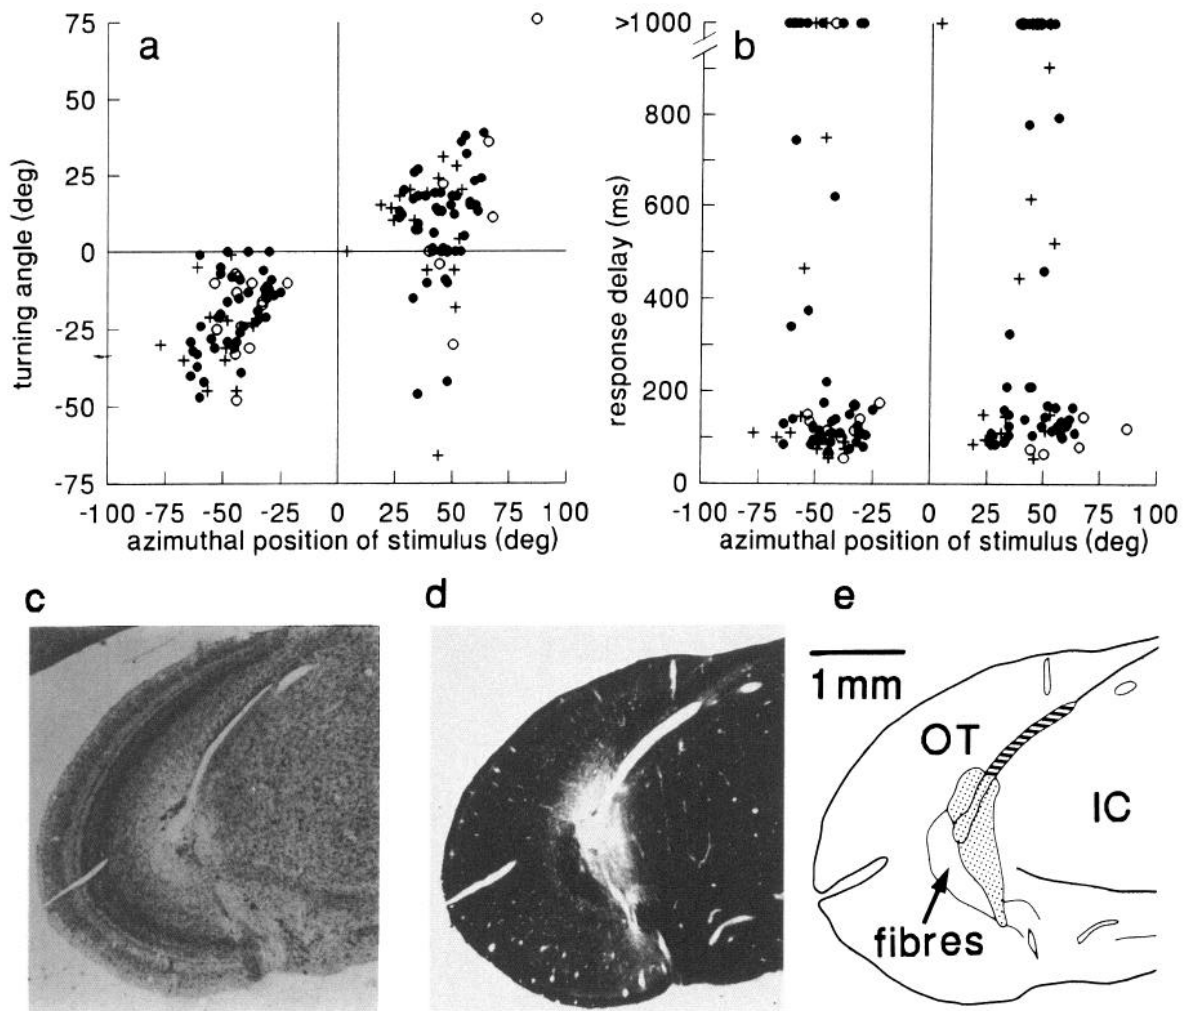 a
75
50
25
0
-25
-50
-75
turning angle (deg)
-100 -75 -50 -25 0 25 50 75 100
azimuthal position of stimulus (deg)
b
>1000
800
600
400
200
0
response delay (ms)
-100 -75 -50 -25 0 25 50 75 100
azimuthal position of stimulus (deg)
c
d
e
1mm
OT
IC
fibres